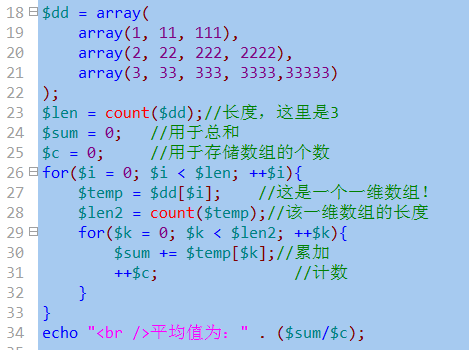 18 $dd = array(
19 array(1, 11, 111),
20 array(2, 22, 222, 2222),
21 array(3, 33, 333, 3333,33333)
22 );
23 $len = count($dd);//长度，这里是3
24 $sum = 0; //用于总和
25 $c = 0; //用于存储数组的个数
26 for($i = 0; $i < $len; ++$i){
27 $temp = $dd[$i]; //这是一个一维数组！
28 $len2 = count($temp);//该一维数组的长度
29 for($k = 0; $k < $len2; ++$k){
30 $sum += $temp[$k];//累加
31 ++$c; //计数
32 }
33 }
34 echo "<br />平均值为：" . ($sum/$c);